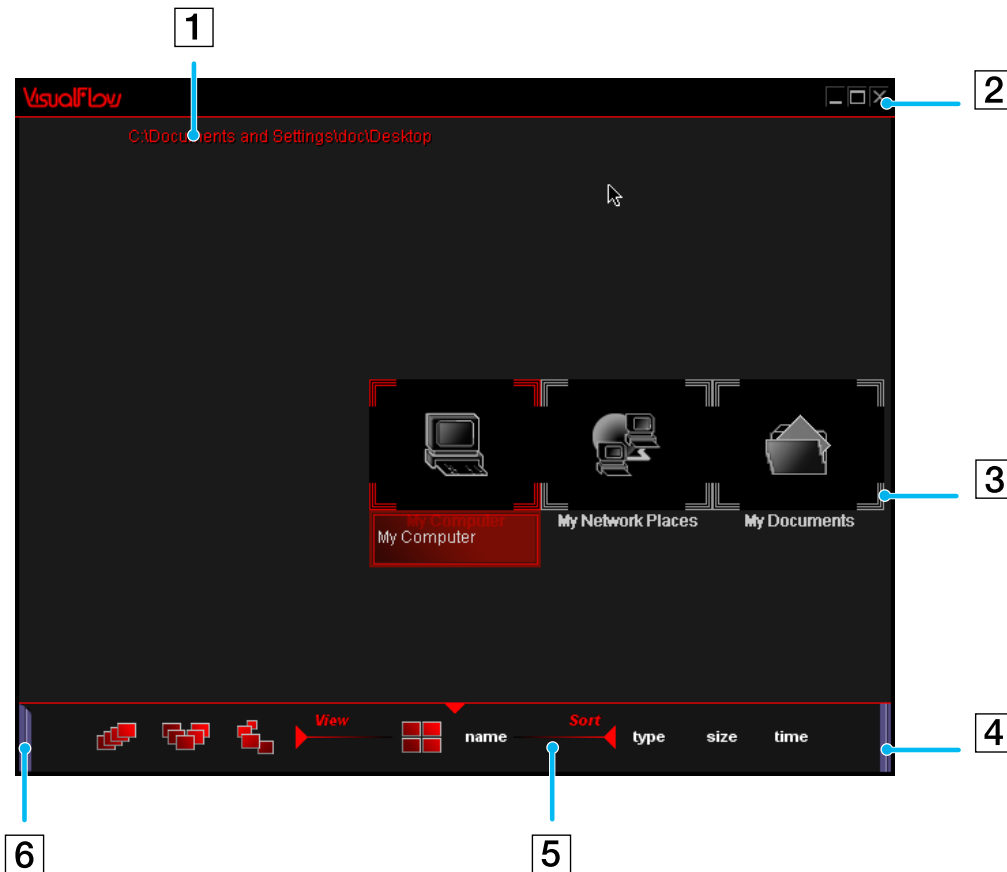 1
VisualFlow
2
C:\Documents and Settings\doc\Desktop
My Computer
My Computer
My Network Places
My Documents
3
View
Sort
name
type
size
time
4
6
5